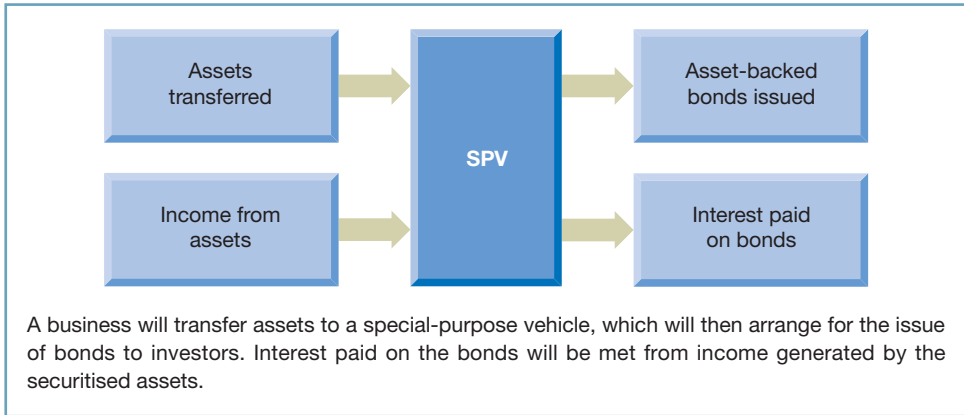 Assets
transferred
Asset-backed
bonds issued
SPV
Income from
assets
Interest paid
on bonds
A business will transfer assets to a special-purpose vehicle, which will then arrange for the issue
of bonds to investors. Interest paid on the bonds will be met from income generated by the
securitised assets.